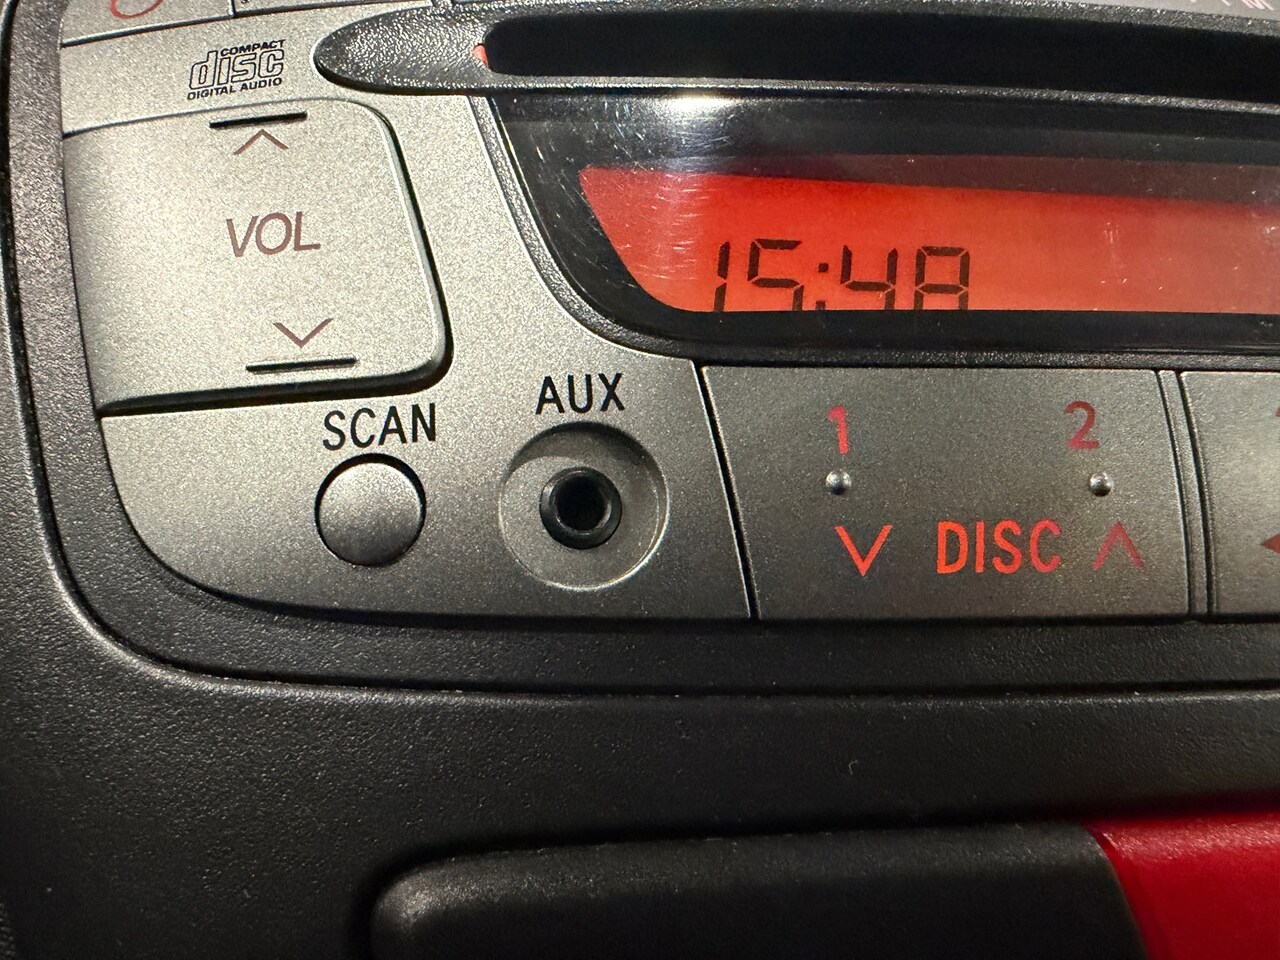 COMPACT
disc
DIGITAL AUDIO
VOL
15:48
SCAN
AUX
1 2
DISC